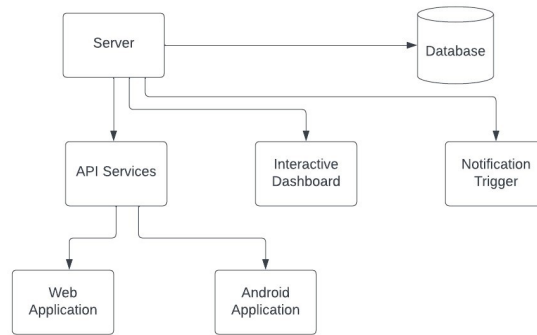 Server
Database
API Services
Interactive
Dashboard
Notification
Trigger
Web
Application
Android
Application